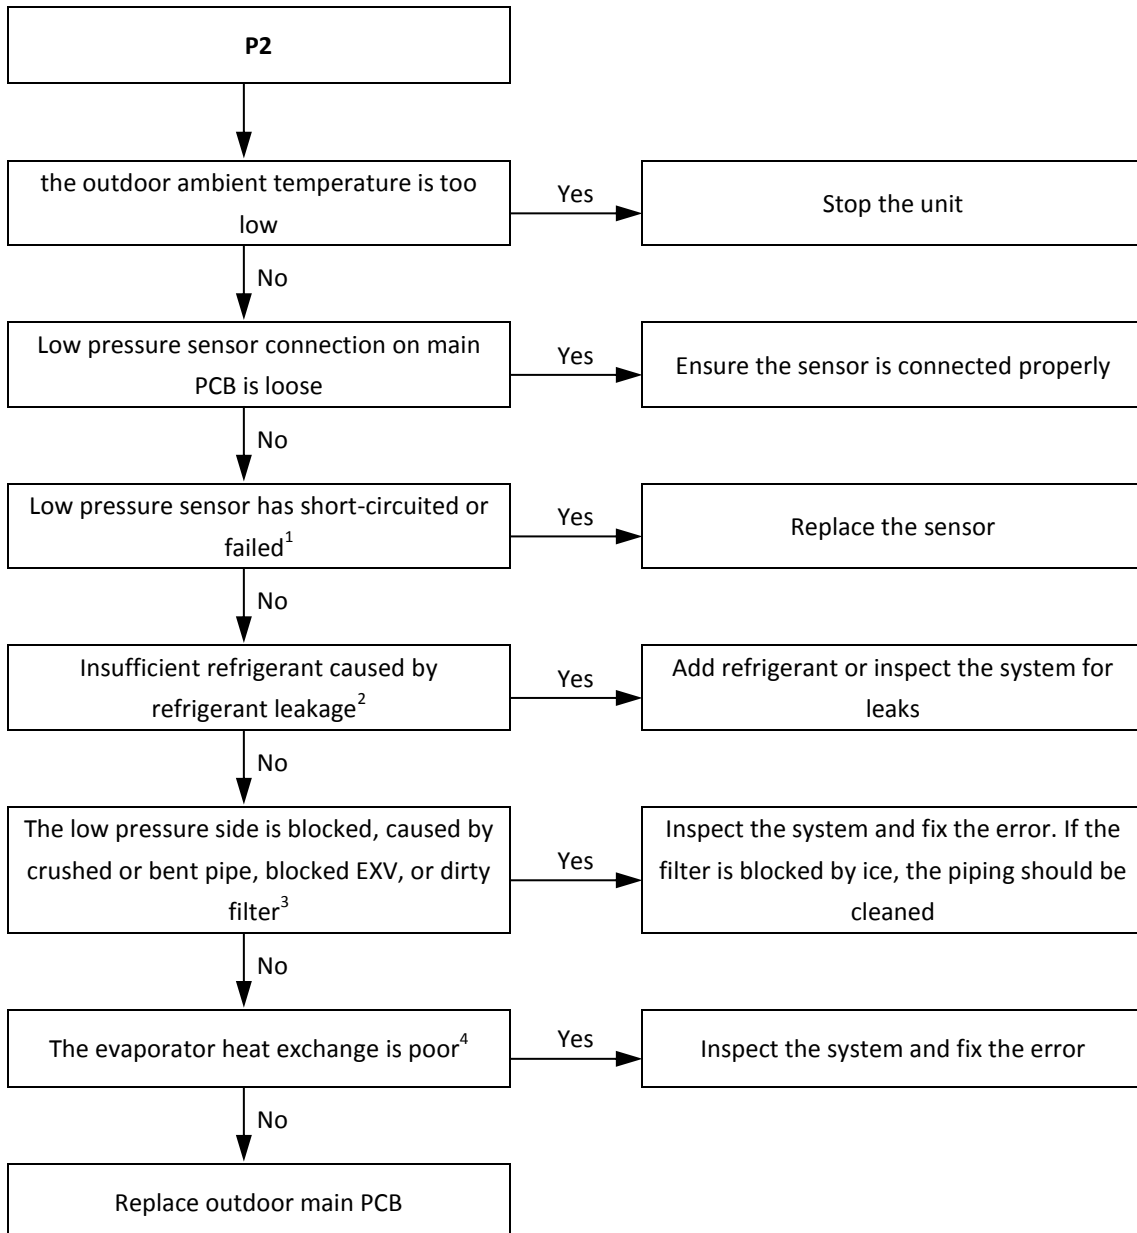 P2
the outdoor ambient temperature is too
low
Yes
Stop the unit
No
Low pressure sensor connection on main
PCB is loose
Yes
Ensure the sensor is connected properly
No
Low pressure sensor has short-circuited or
failed1
Yes
Replace the sensor
No
Insufficient refrigerant caused by
refrigerant leakage2
Yes
Add refrigerant or inspect the system for
leaks
No
The low pressure side is blocked, caused by
crushed or bent pipe, blocked EXV, or dirty
filter3
Yes
Inspect the system and fix the error. If the
filter is blocked by ice, the piping should be
cleaned
No
The evaporator heat exchange is poor4
Yes
Inspect the system and fix the error
No
Replace outdoor main PCB